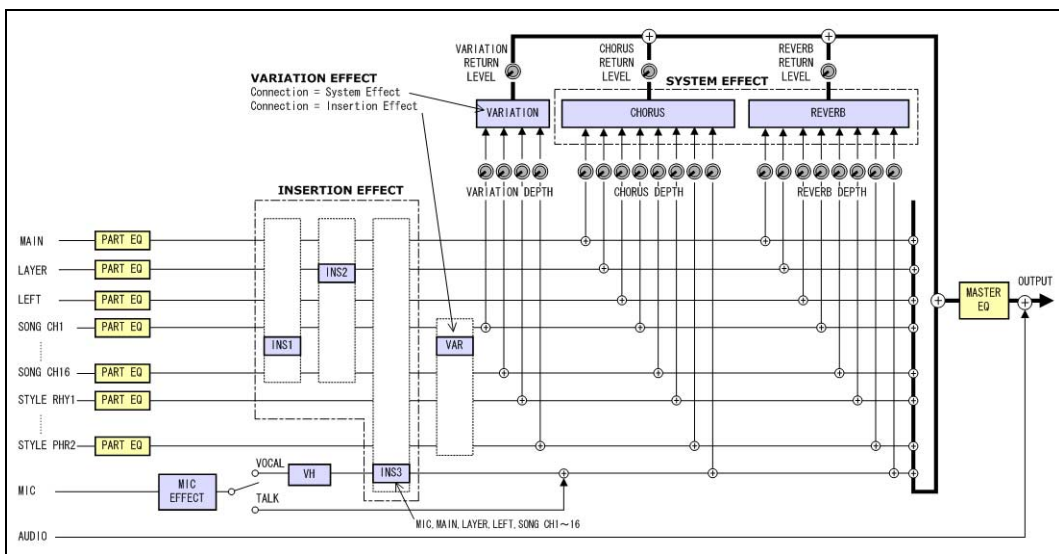 VARIATION
RETURN
LEVEL
CHORUS
RETURN
LEVEL
REVERB
RETURN
LEVEL
SYSTEM EFFECT
VARIATION EFFECT
Connection = System Effect
Connection = Insertion Effect
VARIATION
CHORUS
REVERB
VARIATION DEPTH
CHORUS DEPTH
REVERB DEPTH
INSERTION EFFECT
MAIN
PART EQ
LAYER
PART EQ
INS2
LEFT
PART EQ
SONG CH1
PART EQ
INS1
VAR
SONG CH16
PART EQ
STYLE RHY1
PART EQ
STYLE PHR2
PART EQ
MASTER
EQ
OUTPUT
MIC
MIC
EFFECT
VOCAL
VH
INS3
TALK
MIC, MAIN, LAYER, LEFT, SONG CH1～16
AUDIO